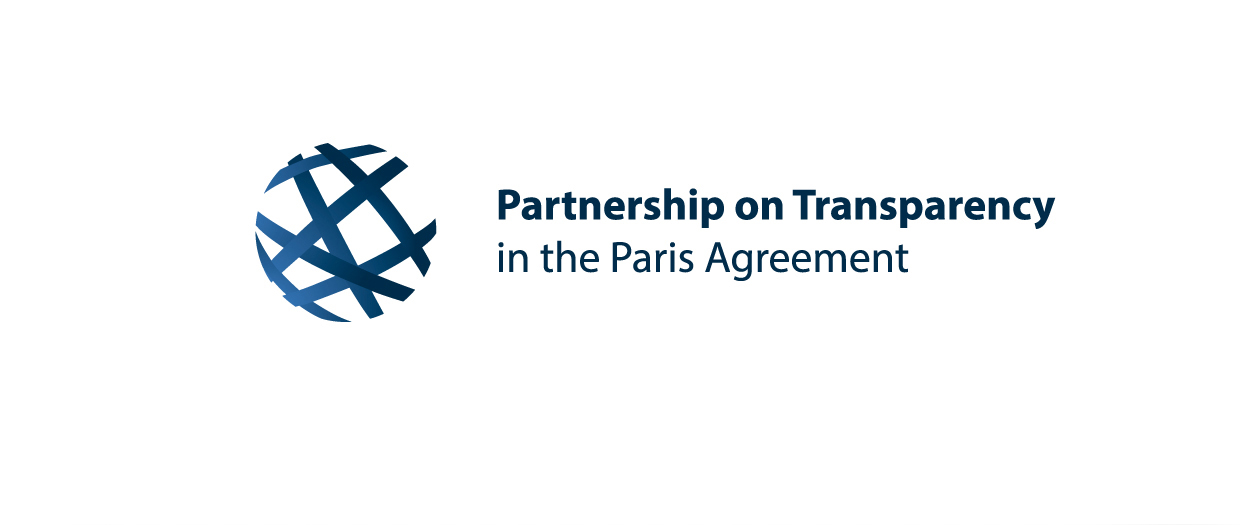 Partnership on Transparency
in the Paris Agreement